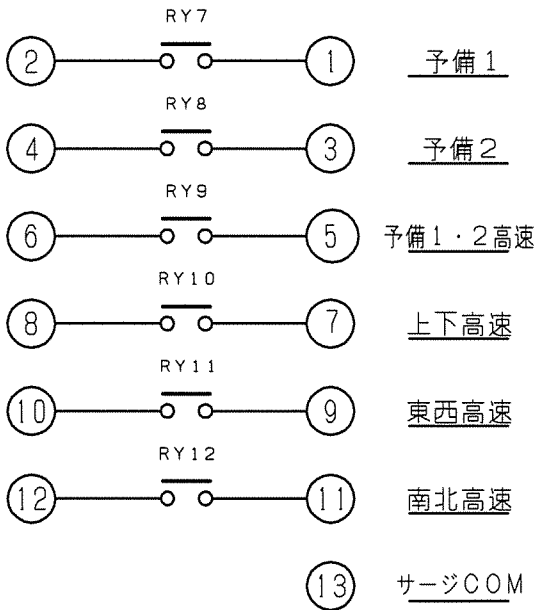 RY7
② ① 予備1
RY8
④ ③ 予備2
RY9
⑥ ⑤ 予備1・2高速
RY10
⑧ ⑦ 上下高速
RY11
⑩ ⑨ 東西高速
RY12
⑫ ⑪ 南北高速
⑬ サージCOM